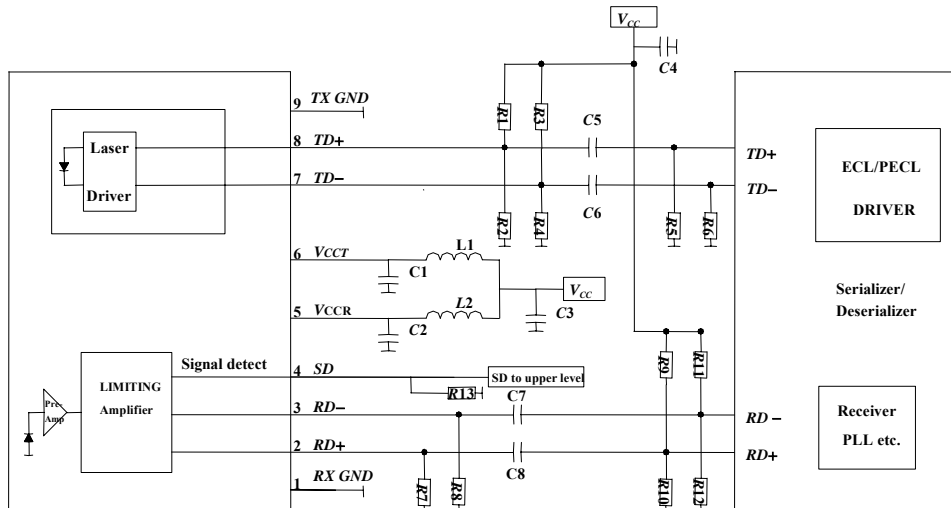 VCC
C4
9 TX GND
R1
R3
C5
8 TD+
TD+
Laser
Driver
7 TD−
TD−
C6
ECL/PECL
DRIVER
R2
R4
R5
R6
6 VCCT
C1
L1
VCC
5 VCCR
C2
L2
C3
Serializer/
Deserializer
Signal detect
4 SD
SD to upper level
R13
R9
R11
LIMITING
Amplifier
Pre-
Amp
3 RD−
C7
RD −
Receiver
PLL etc.
2 RD+
C8
RD+
1 RX GND
R7
R8
R10
R12